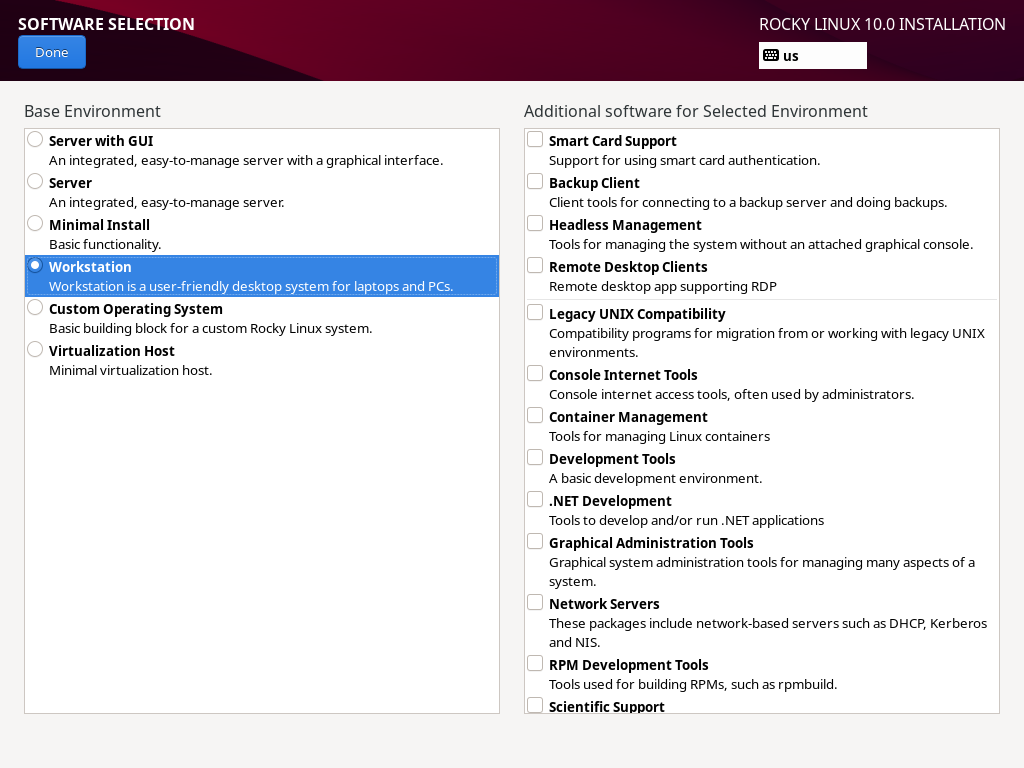 SOFTWARE SELECTION
ROCKY LINUX 10.0 INSTALLATION
Done
us
Base Environment
Server with GUI
An integrated, easy-to-manage server with a graphical interface.
Server
An integrated, easy-to-manage server.
Minimal Install
Basic functionality.
Workstation
Workstation is a user-friendly desktop system for laptops and PCs.
Custom Operating System
Basic building block for a custom Rocky Linux system.
Virtualization Host
Minimal virtualization host.
Additional software for Selected Environment
Smart Card Support
Support for using smart card authentication.
Backup Client
Client tools for connecting to a backup server and doing backups.
Headless Management
Tools for managing the system without an attached graphical console.
Remote Desktop Clients
Remote desktop app supporting RDP
Legacy UNIX Compatibility
Compatibility programs for migration from or working with legacy UNIX
environments.
Console Internet Tools
Console internet access tools, often used by administrators.
Container Management
Tools for managing Linux containers
Development Tools
A basic development environment.
.NET Development
Tools to develop and/or run .NET applications
Graphical Administration Tools
Graphical system administration tools for managing many aspects of a
system.
Network Servers
These packages include network-based servers such as DHCP, Kerberos
and NIS.
RPM Development Tools
Tools used for building RPMs, such as rpmbuild.
Scientific Support